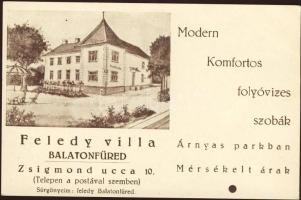 Modern
Komfortos
folyóvizes
szobák
Árnyas parkban
Mérsékelt árak
Feledy villa
BALATONFÜRED
Zsigmond ucca 10.
(Telepen a postával szemben)
Sürgönycim: feledy Balatonfüred.